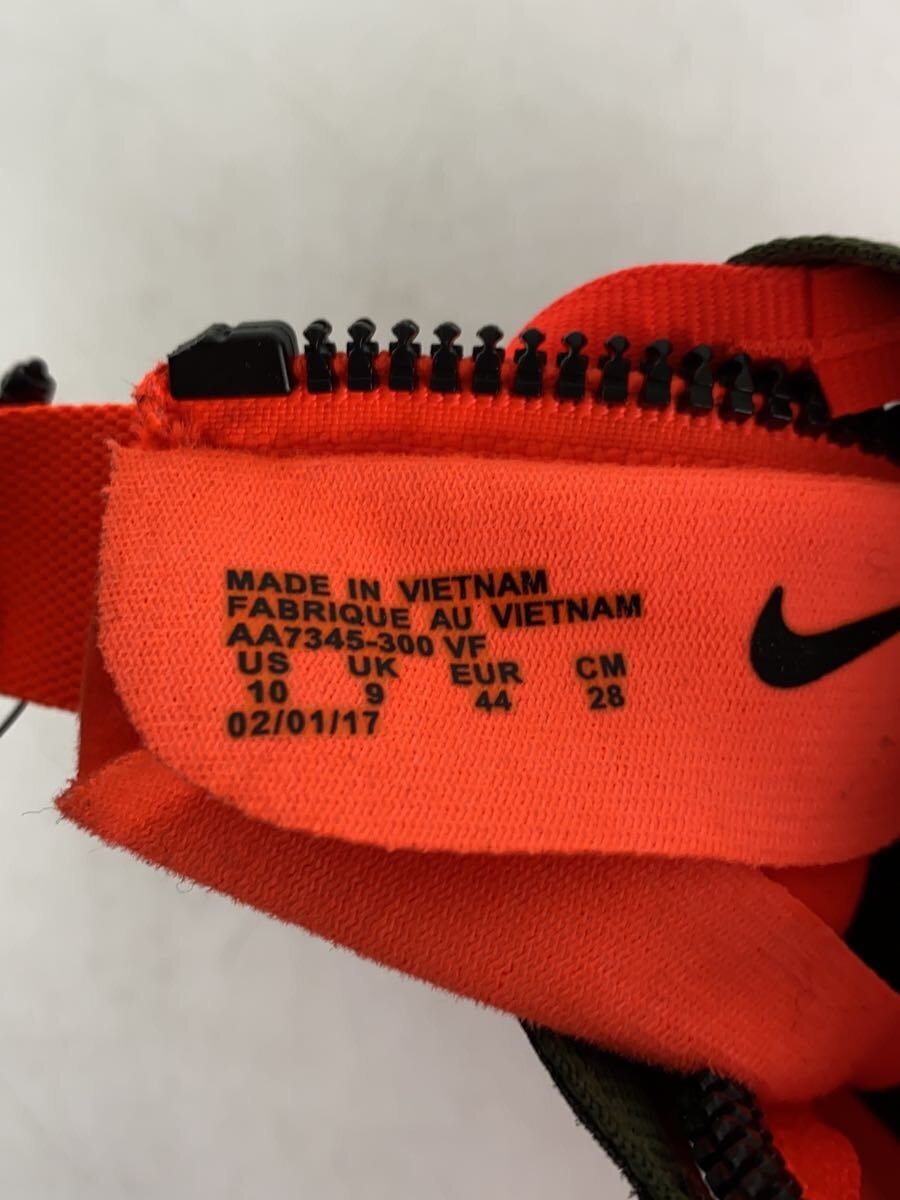 MADE IN VIETNAM
FABRIQUE AU VIETNAM
AA7345-300 VF
US UK EUR CM
10 9 44 28
02/01/17